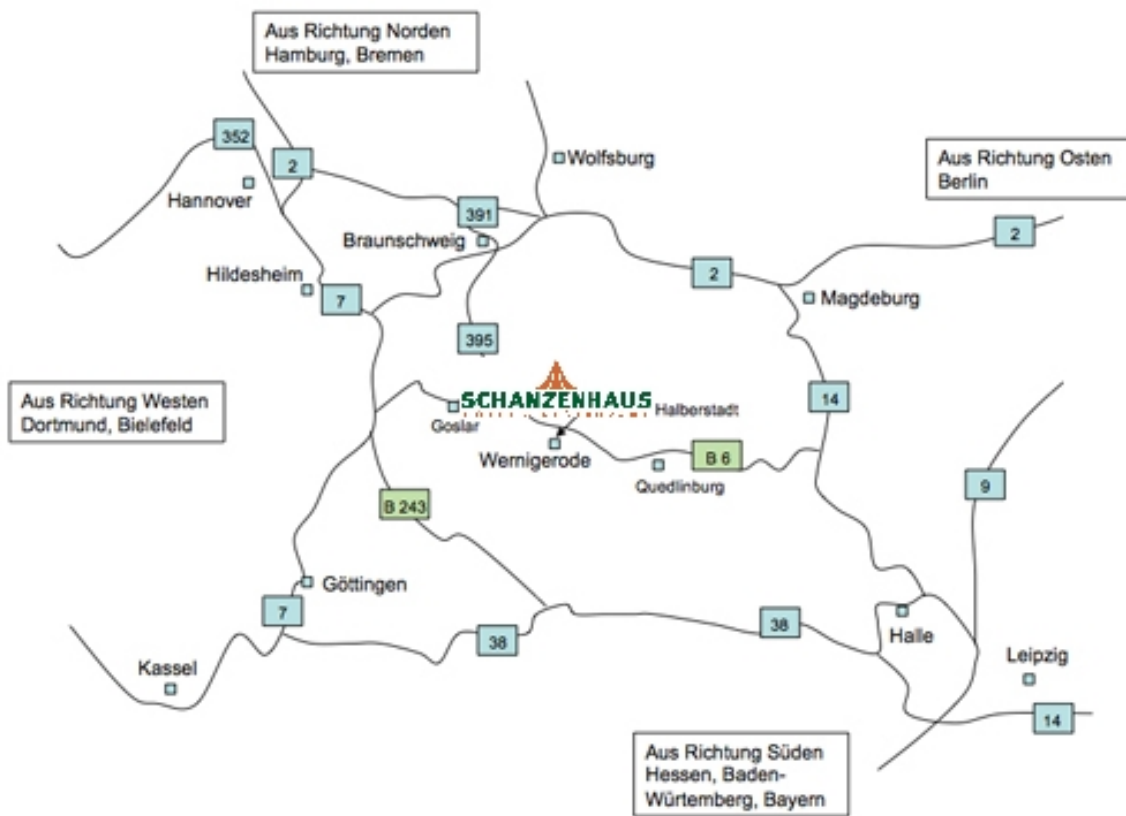 Aus Richtung Norden
Hamburg, Bremen
352
2
Wolfsburg
Aus Richtung Osten
Berlin
Hannover
391
2
Braunschweig
Hildesheim
2
7
Magdeburg
395
Aus Richtung Westen
Dortmund, Bielefeld
SCHANZENHAUS
Halberstadt
14
Goslar
Wernigerode
B 6
Quedlinburg
9
B 243
Göttingen
7
38
38
Halle
Kassel
Leipzig
14
Aus Richtung Süden
Hessen, Baden-
Würtemberg, Bayern